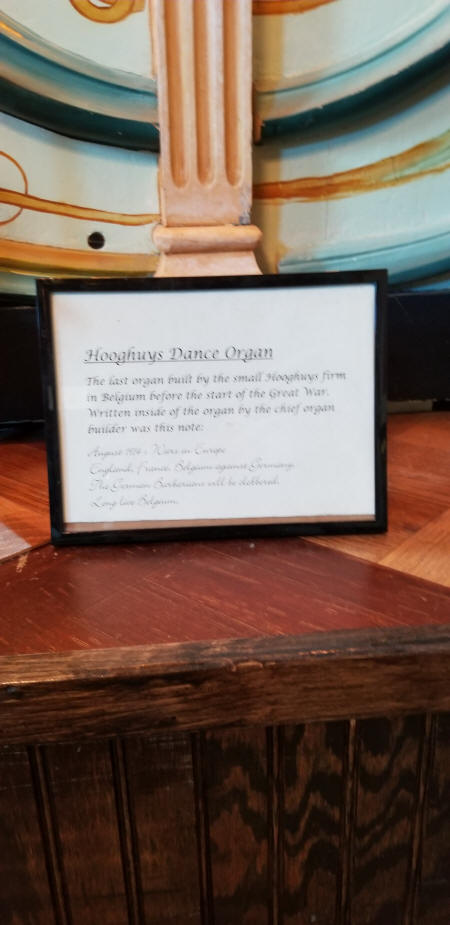 Hooghuys Dance Organ
The last organ built by the small Hooghuys firm
in Belgium before the start of the Great War.
Written inside of the organ by the chief organ
builder was this note:
August 1914 : Wars in Europe
England, France, Belgium against Germany.
The German Barbarians will be clobbered.
Long live Belgium.